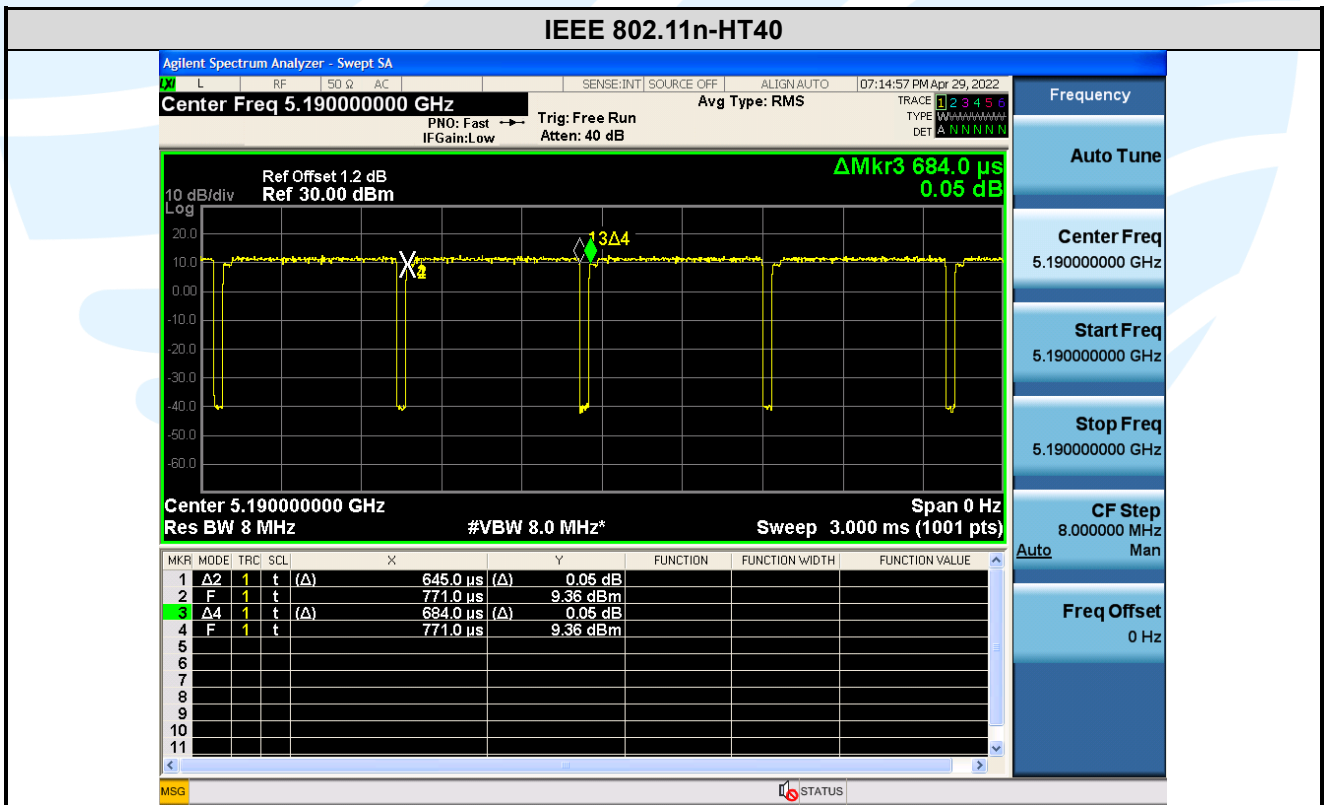 IEEE 802.11n-HT40
Agilent Spectrum Analyzer - Swept SA
LXI L RF 50 Ω AC SENSE:INT SOURCE OFF ALIGN AUTO 07:14:57 PM Apr 29, 2022
Center Freq 5.190000000 GHz Avg Type: RMS TRACE 1 2 3 4 5 6
PNO: Fast Trig: Free Run TYPE
IFGain:Low Atten: 40 dB DET A N N N N N
Frequency
Auto Tune
Center Freq
5.190000000 GHz
Start Freq
5.190000000 GHz
Stop Freq
5.190000000 GHz
CF Step
8.000000 MHz
Auto Man
Freq Offset
0 Hz
ΔMkr3 684.0 µs
0.05 dB
Ref Offset 1.2 dB
10 dB/div Ref 30.00 dBm
Log
20.0
10.0
0.00
-10.0
-20.0
-30.0
-40.0
-50.0
-60.0
13Δ4
Center 5.190000000 GHz Span 0 Hz
Res BW 8 MHz #VBW 8.0 MHz* Sweep 3.000 ms (1001 pts)
MKR MODE TRC SCL X Y FUNCTION FUNCTION WIDTH FUNCTION VALUE
1 Δ2 1 t (Δ) 645.0 µs (Δ) 0.05 dB
2 F 1 t 771.0 µs 9.36 dBm
3 Δ4 1 t (Δ) 684.0 µs (Δ) 0.05 dB
4 F 1 t 771.0 µs 9.36 dBm
5
6
7
8
9
10
11
MSG STATUS